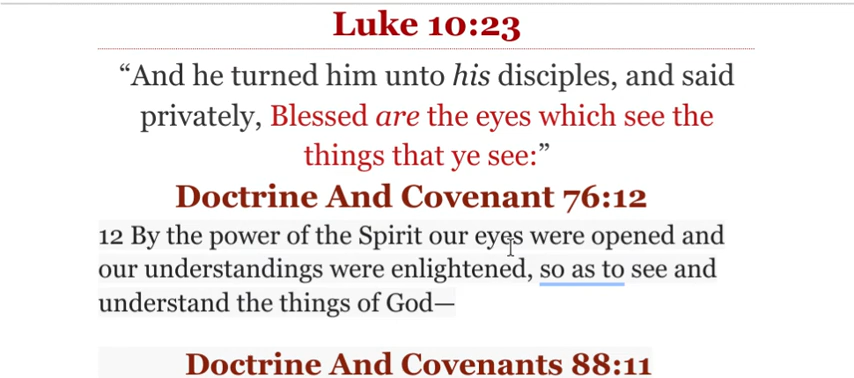 Luke 10:23
“And he turned him unto his disciples, and said
privately, Blessed are the eyes which see the
things that ye see:”
Doctrine And Covenant 76:12
12 By the power of the Spirit our eyes were opened and
our understandings were enlightened, so as to see and
understand the things of God—
Doctrine And Covenants 88:11